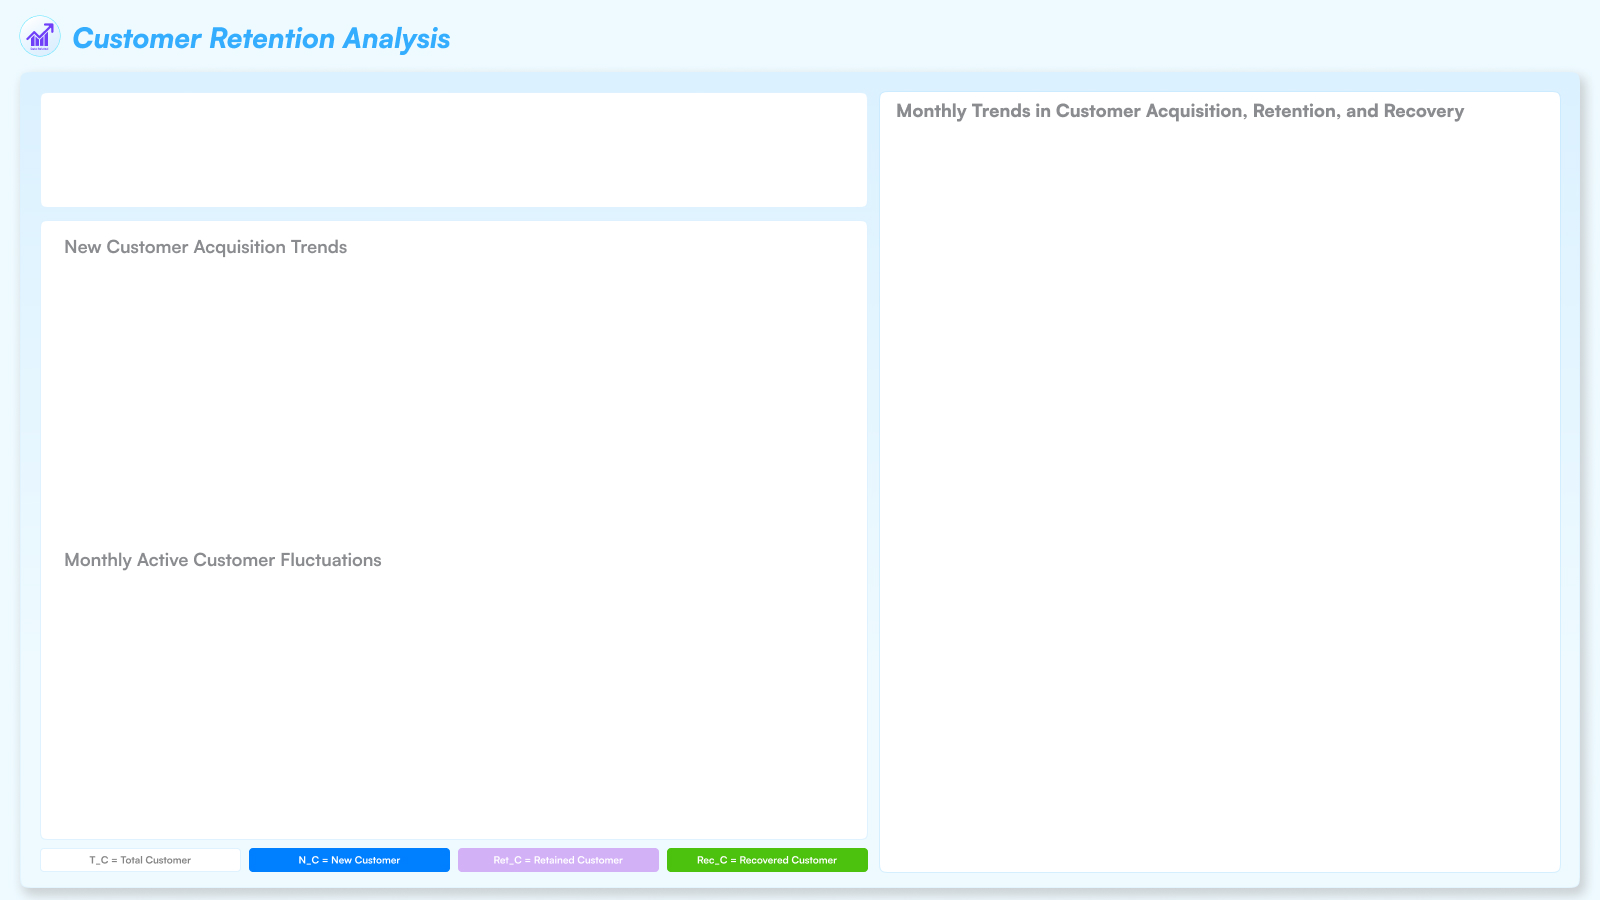 Customer Retention Analysis
Monthly Trends in Customer Acquisition, Retention, and Recovery
New Customer Acquisition Trends
Monthly Active Customer Fluctuations
T_C = Total Customer
N_C = New Customer
Ret_C = Retained Customer
Rec_C = Recovered Customer